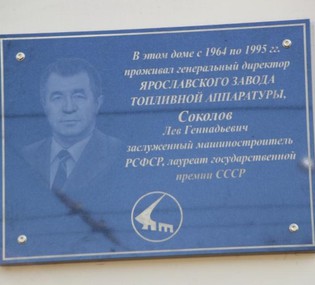 В этом доме с 1964 по 1995 гг.
проживал генеральный директор
ЯРОСЛАВСКОГО ЗАВОДА
ТОПЛИВНОЙ АППАРАТУРЫ,
Соколов
Лев Геннадьевич
заслуженный машиностроитель
РСФСР, лауреат государственной
премии СССР